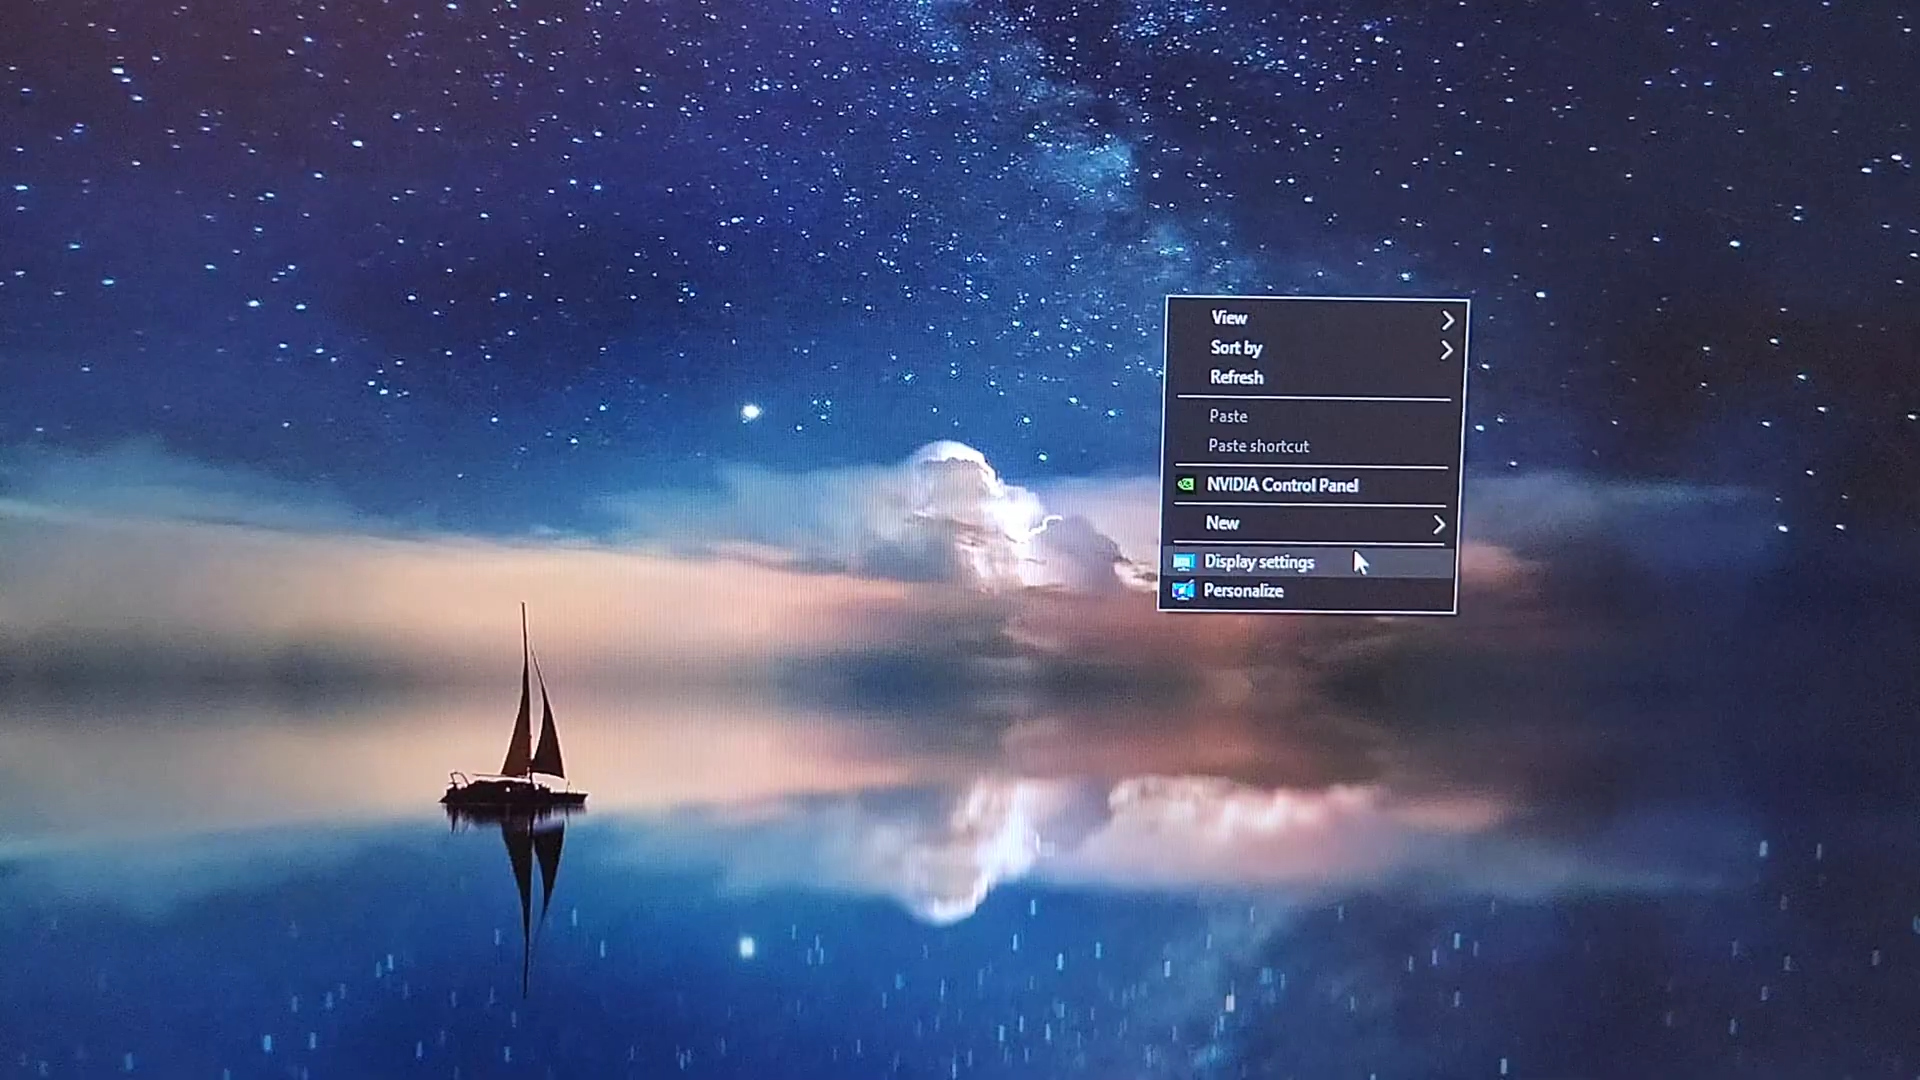 View
Sort by
Refresh
Paste
Paste shortcut
NVIDIA Control Panel
New
Display settings
Personalize